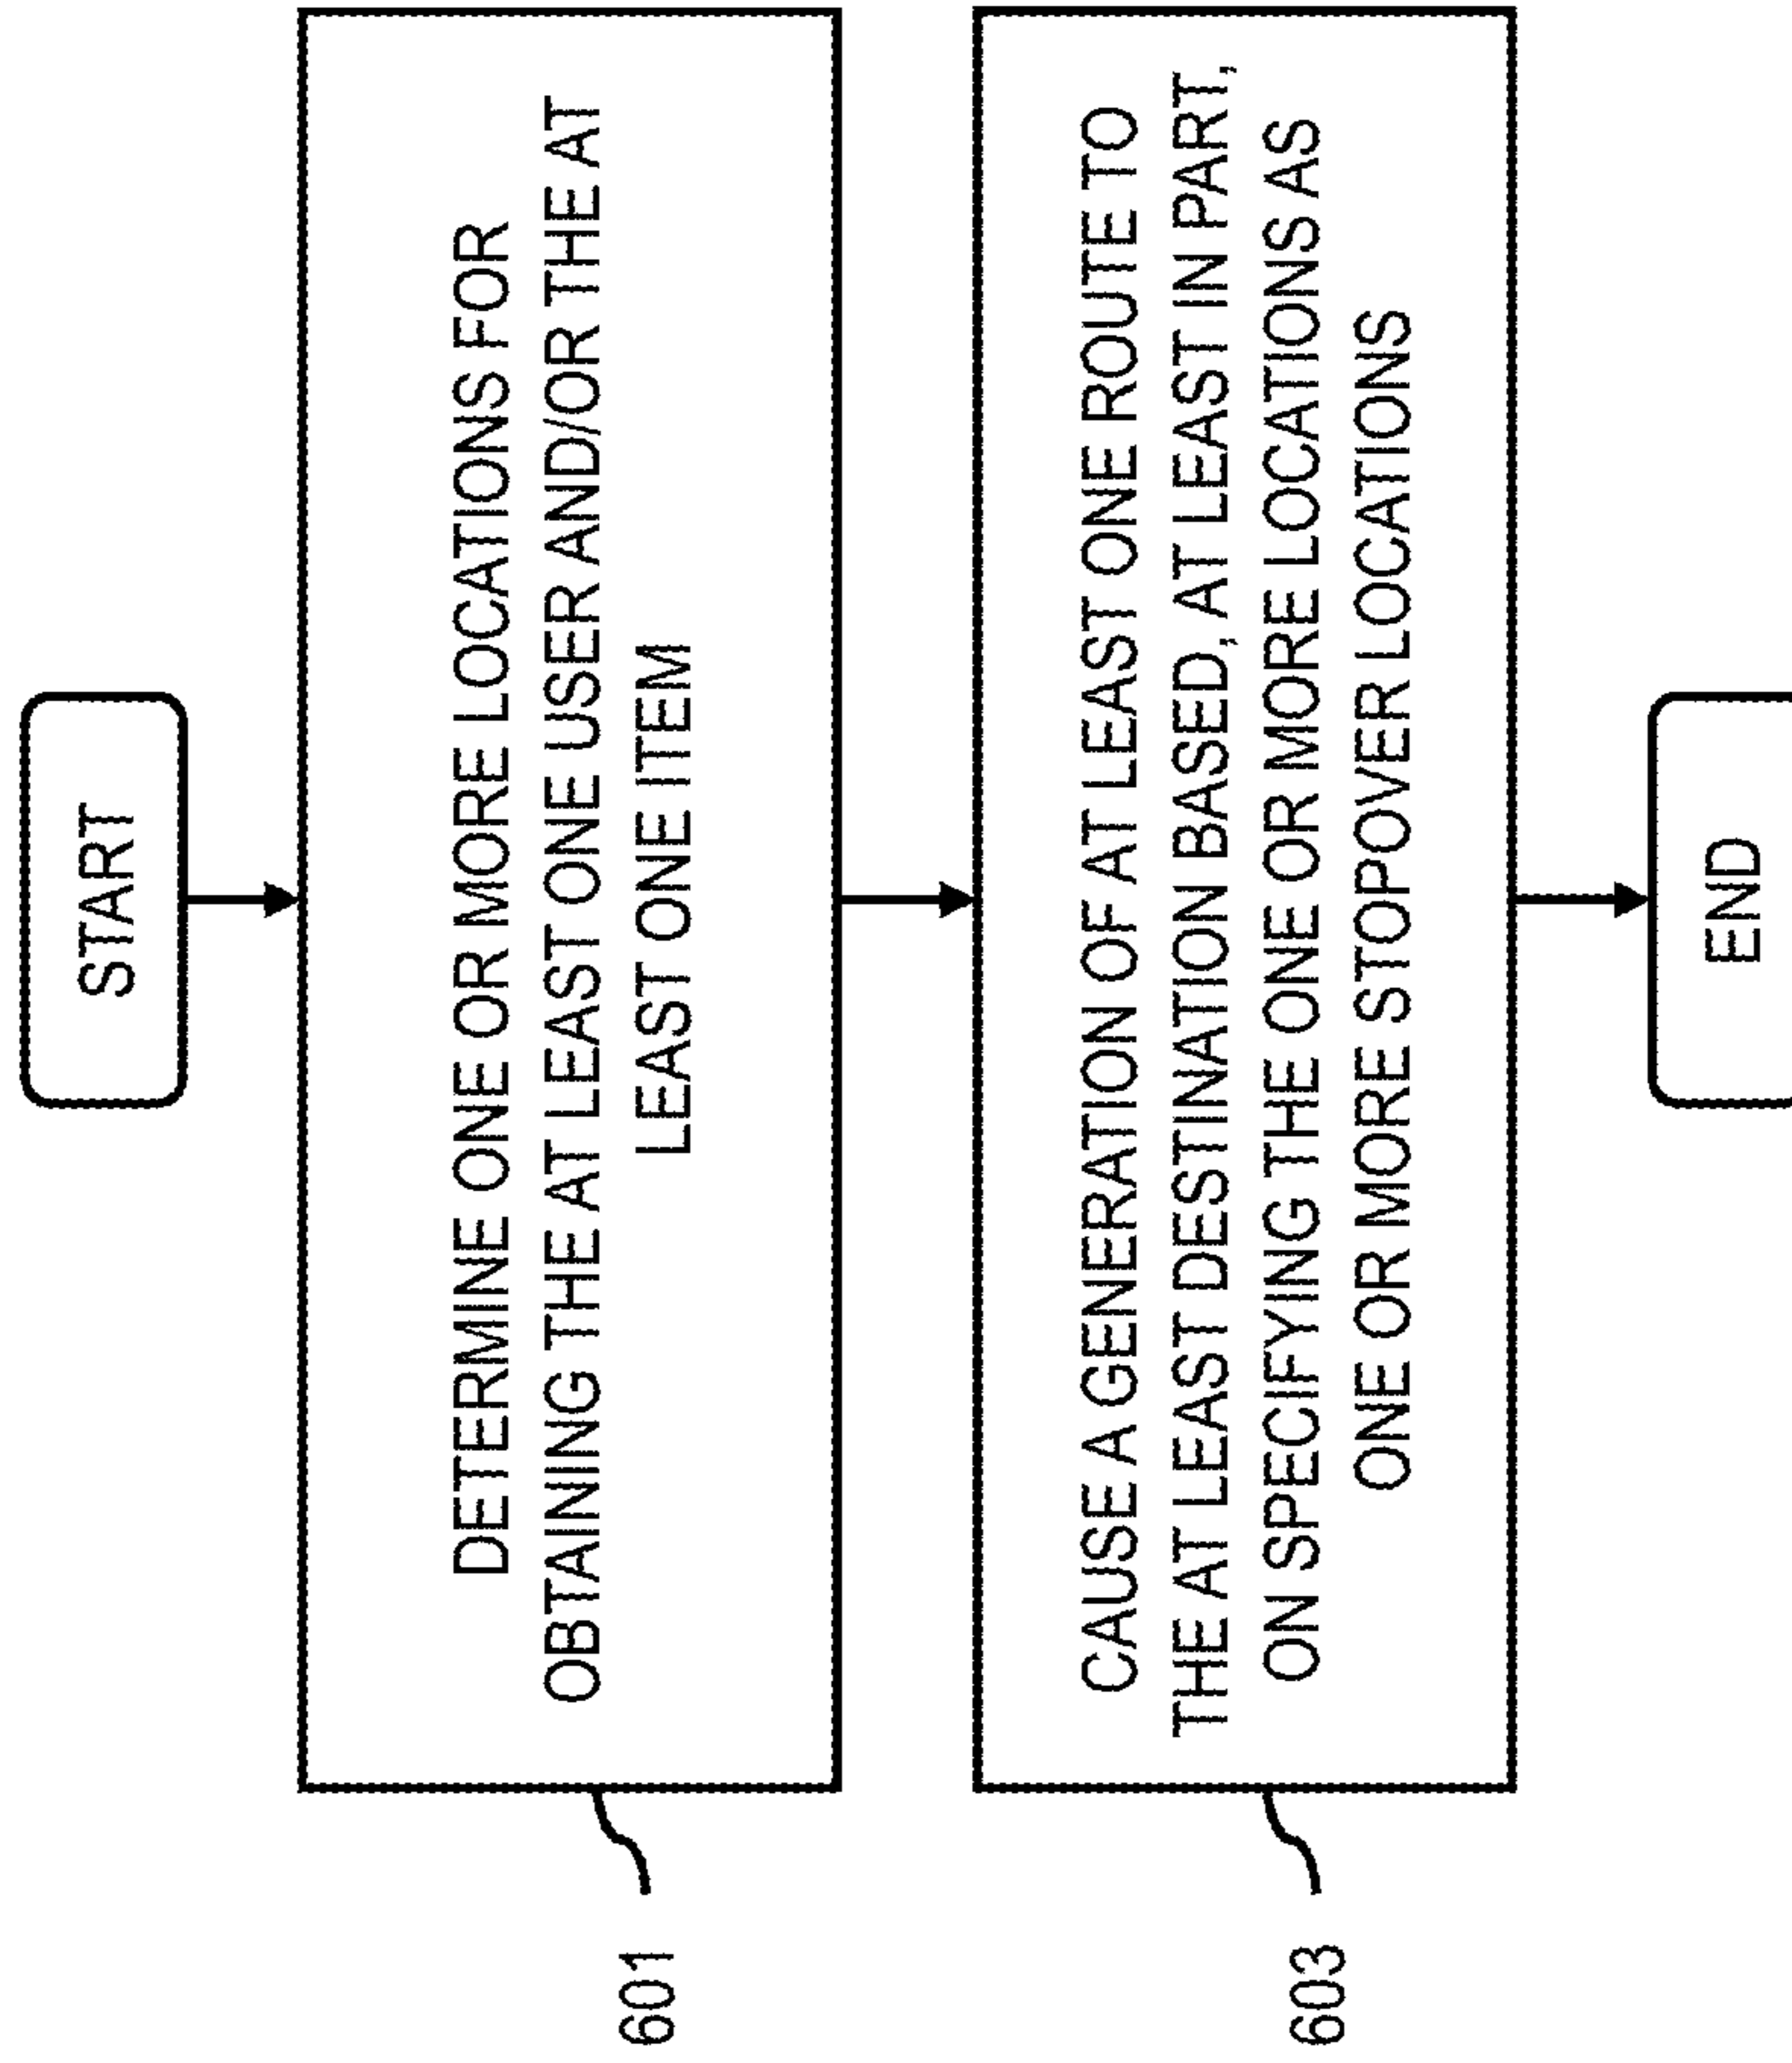 START
DETERMINE ONE OR MORE LOCATIONS FOR
OBTAINING THE AT LEAST ONE USER AND/OR THE AT
LEAST ONE ITEM
601
CAUSE A GENERATION OF AT LEAST ONE ROUTE TO
THE AT LEAST DESTINATION BASED, AT LEAST IN PART,
ON SPECIFYING THE ONE OR MORE LOCATIONS AS
ONE OR MORE STOPOVER LOCATIONS
603
END